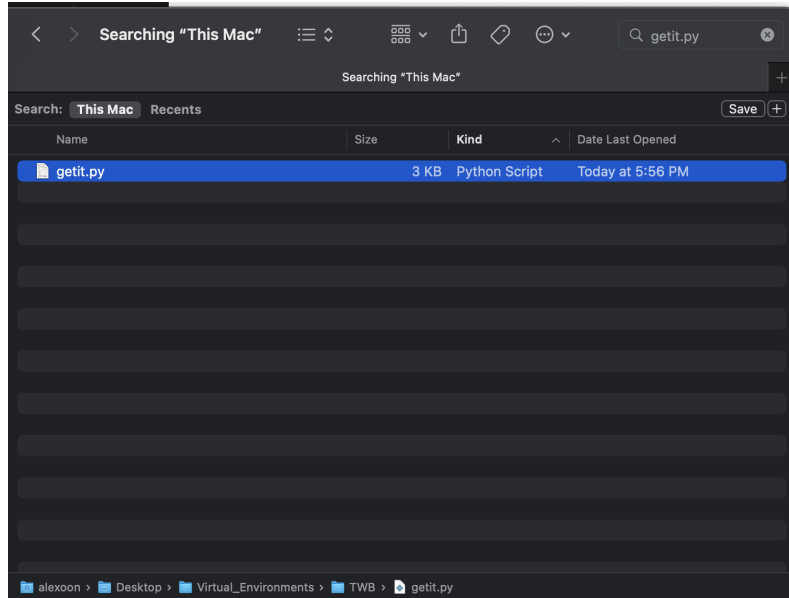 Searching “This Mac”
getit.py
Searching “This Mac”
Search: This Mac Recents Save
Name Size Kind Date Last Opened
getit.py 3 KB Python Script Today at 5:56 PM
alexoon › Desktop › Virtual_Environments › TWB › getit.py